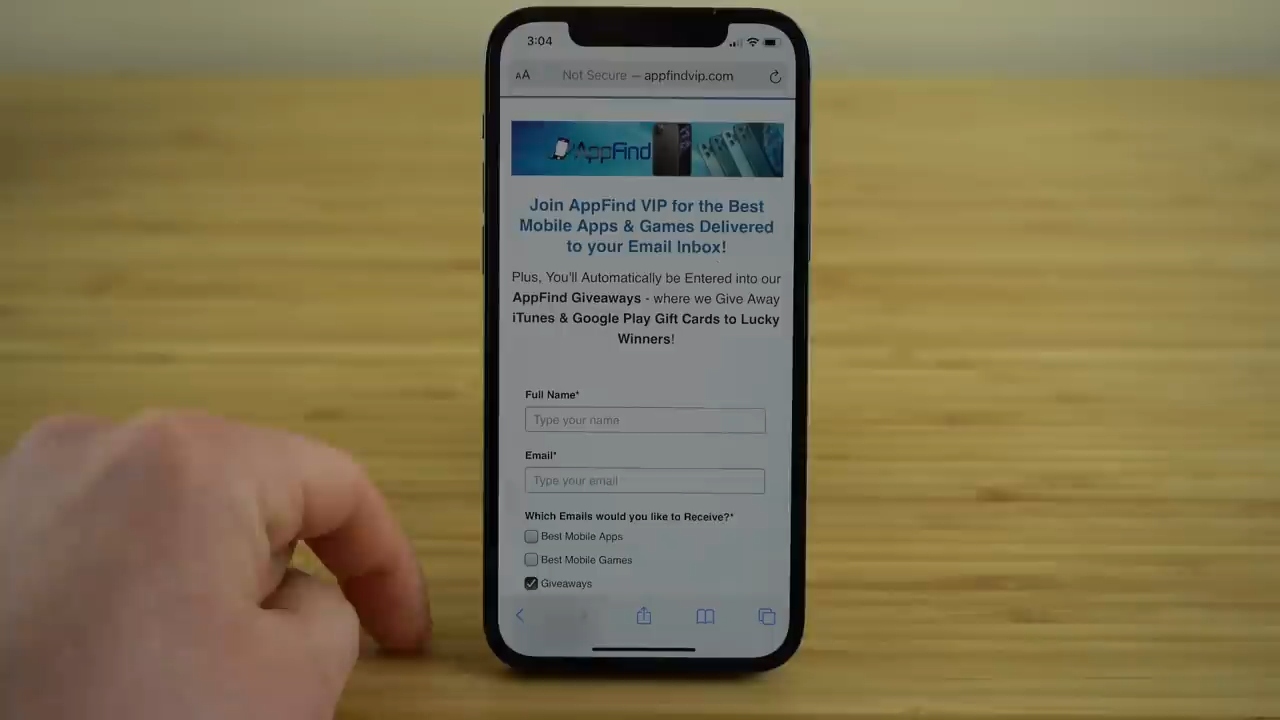 3:04
AA Not Secure — appfindvip.com
AppFind
Join AppFind VIP for the Best
Mobile Apps & Games Delivered
to your Email Inbox!
Plus, You'll Automatically be Entered into our
AppFind Giveaways - where we Give Away
iTunes & Google Play Gift Cards to Lucky
Winners!
Full Name*
Type your name
Email*
Type your email
Which Emails would you like to Receive?*
Best Mobile Apps
Best Mobile Games
Giveaways